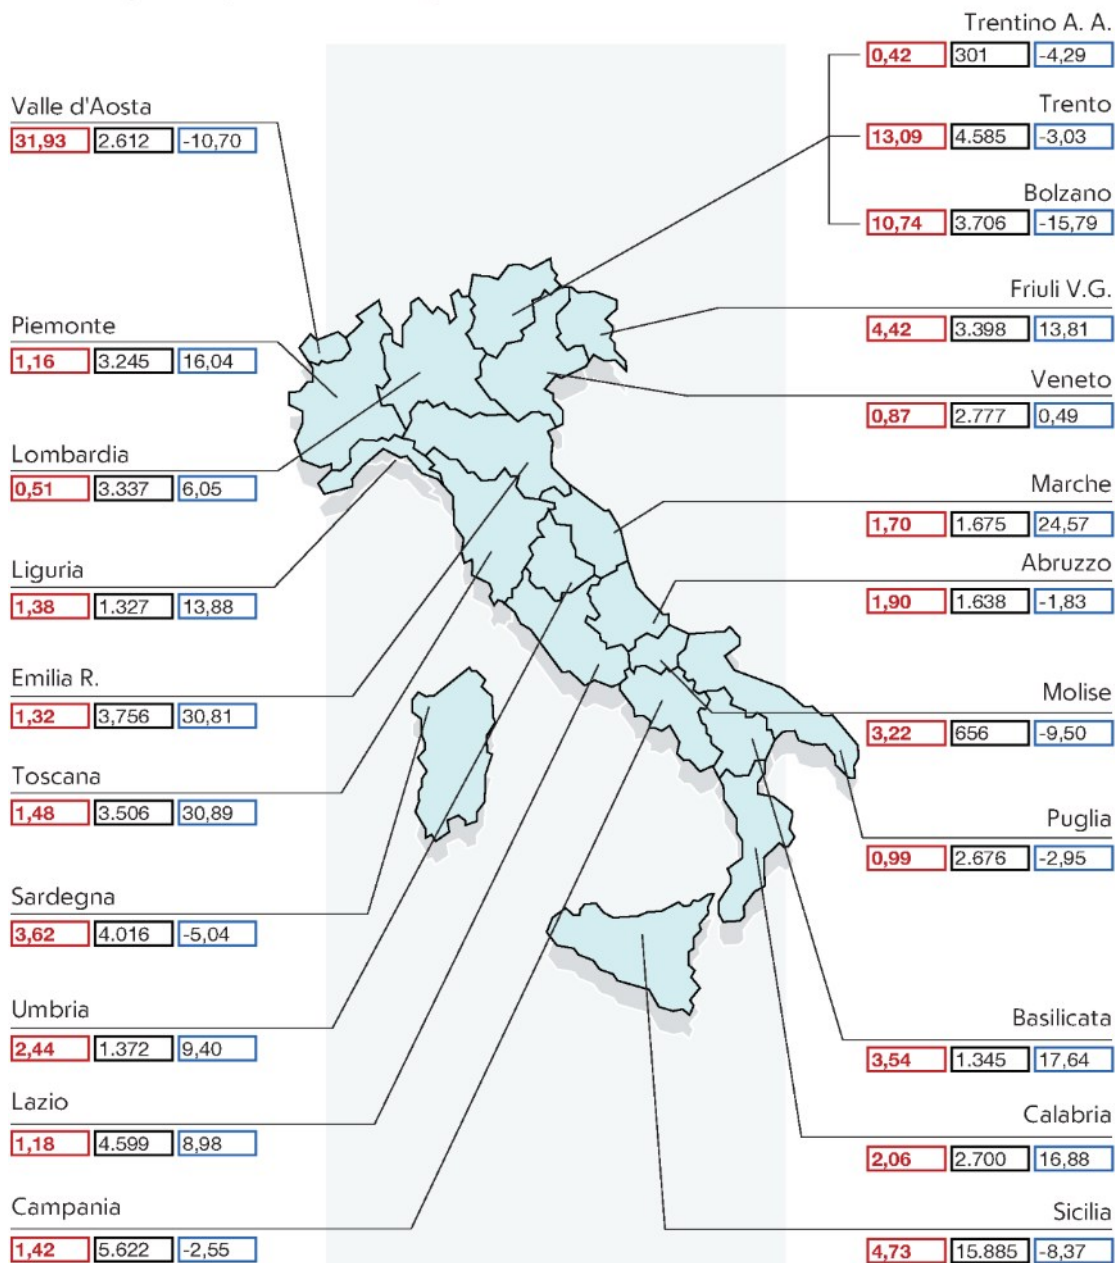 Trentino A. A.
0,42 301 -4,29
Valle d'Aosta
31,93 2.612 -10,70
Trento
13,09 4.585 -3,03
Bolzano
10,74 3.706 -15,79
Friuli V.G.
4,42 3.398 13,81
Piemonte
1,16 3.245 16,04
Veneto
0,87 2.777 0,49
Lombardia
0,51 3.337 6,05
Marche
1,70 1.675 24,57
Liguria
1,38 1.327 13,88
Abruzzo
1,90 1.638 -1,83
Emilia R.
1,32 3,756 30,81
Molise
3,22 656 -9,50
Toscana
1,48 3.506 30,89
Puglia
0,99 2.676 -2,95
Sardegna
3,62 4.016 -5,04
Umbria
2,44 1.372 9,40
Basilicata
3,54 1.345 17,64
Lazio
1,18 4.599 8,98
Calabria
2,06 2.700 16,88
Campania
1,42 5.622 -2,55
Sicilia
4,73 15.885 -8,37